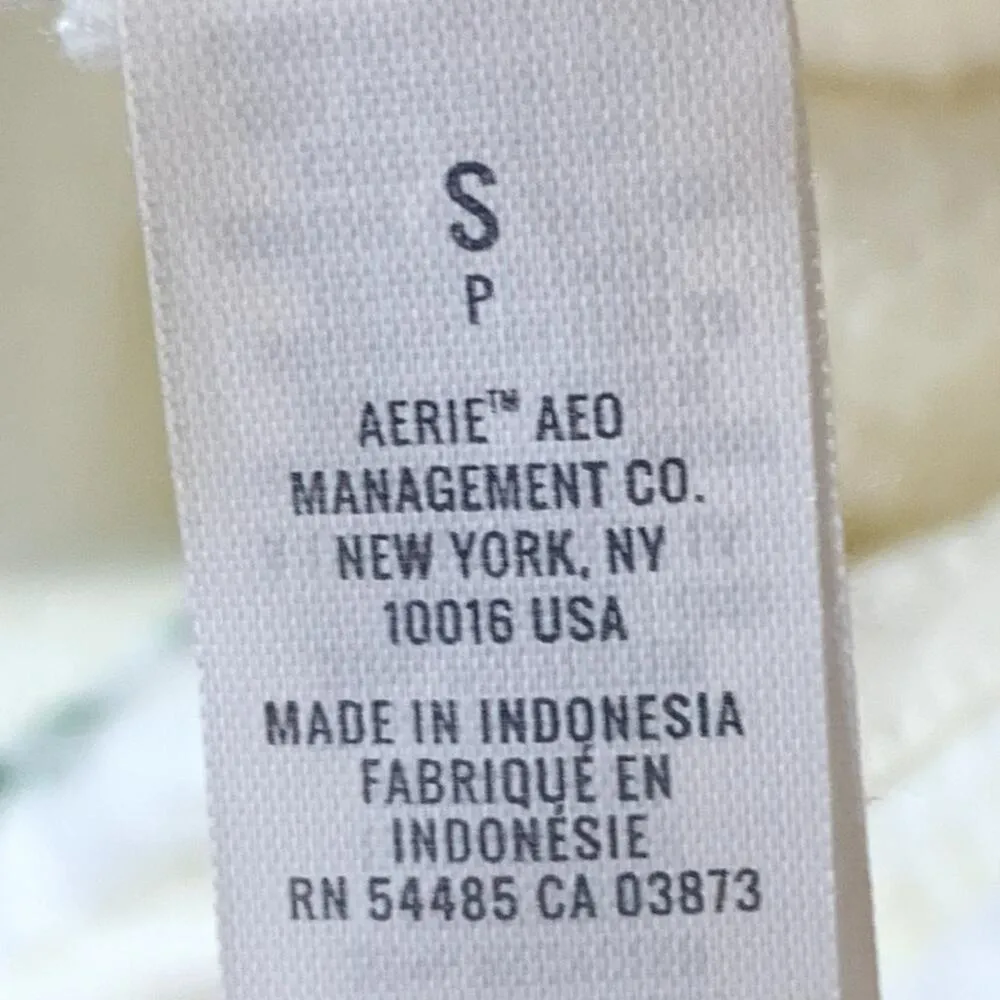 S
P
AERIE™ AEO
MANAGEMENT CO.
NEW YORK, NY
10016 USA
MADE IN INDONESIA
FABRIQUÉ EN
INDONÉSIE
RN 54485 CA 03873